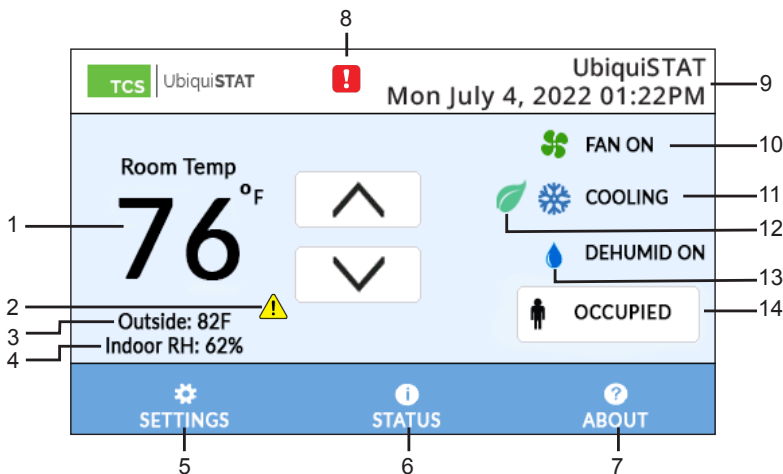 8
TCS UbiquiSTAT
!
UbiquiSTAT
Mon July 4, 2022 01:22PM
9
FAN ON
10
Room Temp
76°F
1
COOLING
11
12
DEHUMID ON
13
2
!
OCCUPIED
14
3
Outside: 82F
4
Indoor RH: 62%
i
?
SETTINGS
STATUS
ABOUT
5
6
7